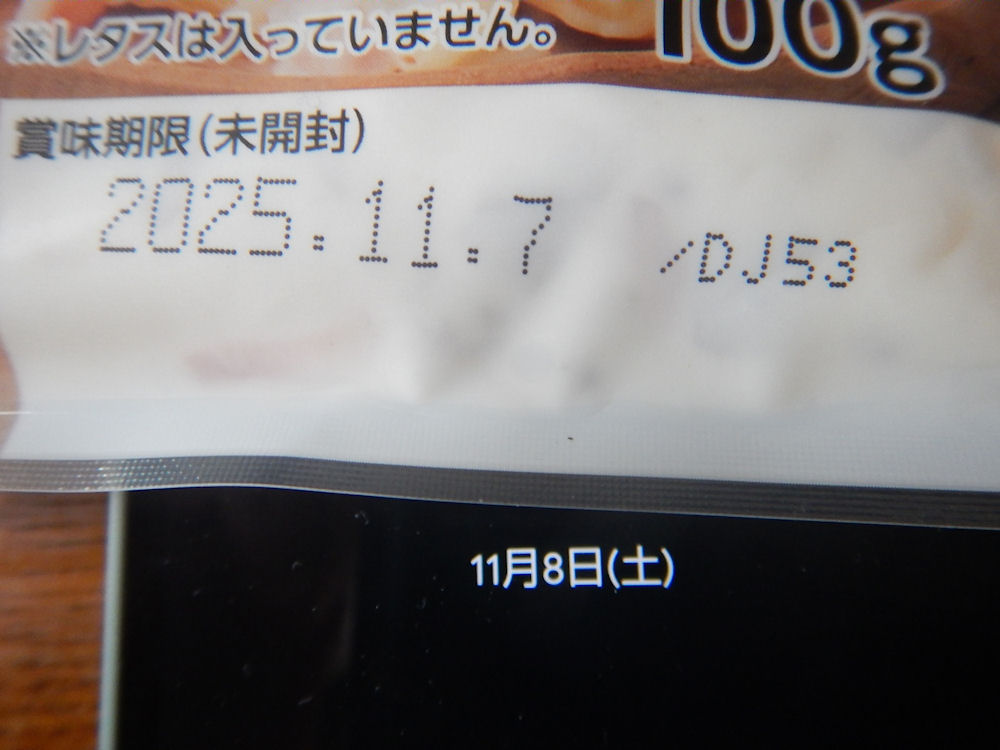 ※レタスは入っていません。
100g
賞味期限(未開封)
2025.11.7 /DJ53
11月8日(土)